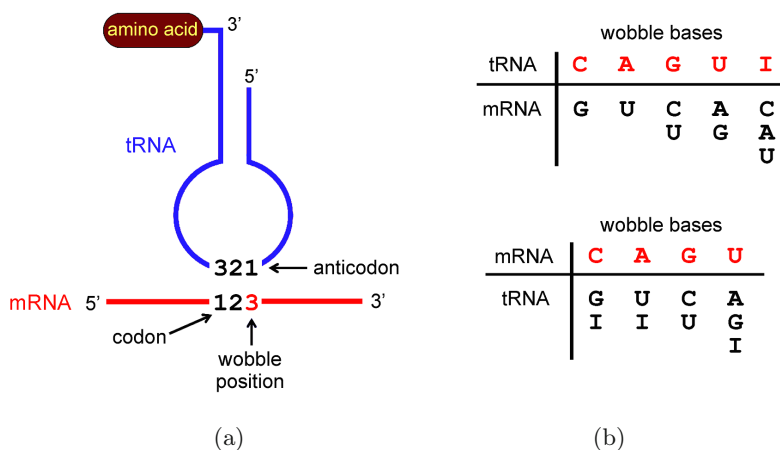 amino acid
3’
5’
tRNA
321
anticodon
mRNA
5’
123
3’
codon
wobble
position
(a)
wobble bases
tRNA C A G U I
mRNA G U C A C
U G A
U
wobble bases
mRNA C A G U
tRNA G U C A
I I U G
I
(b)